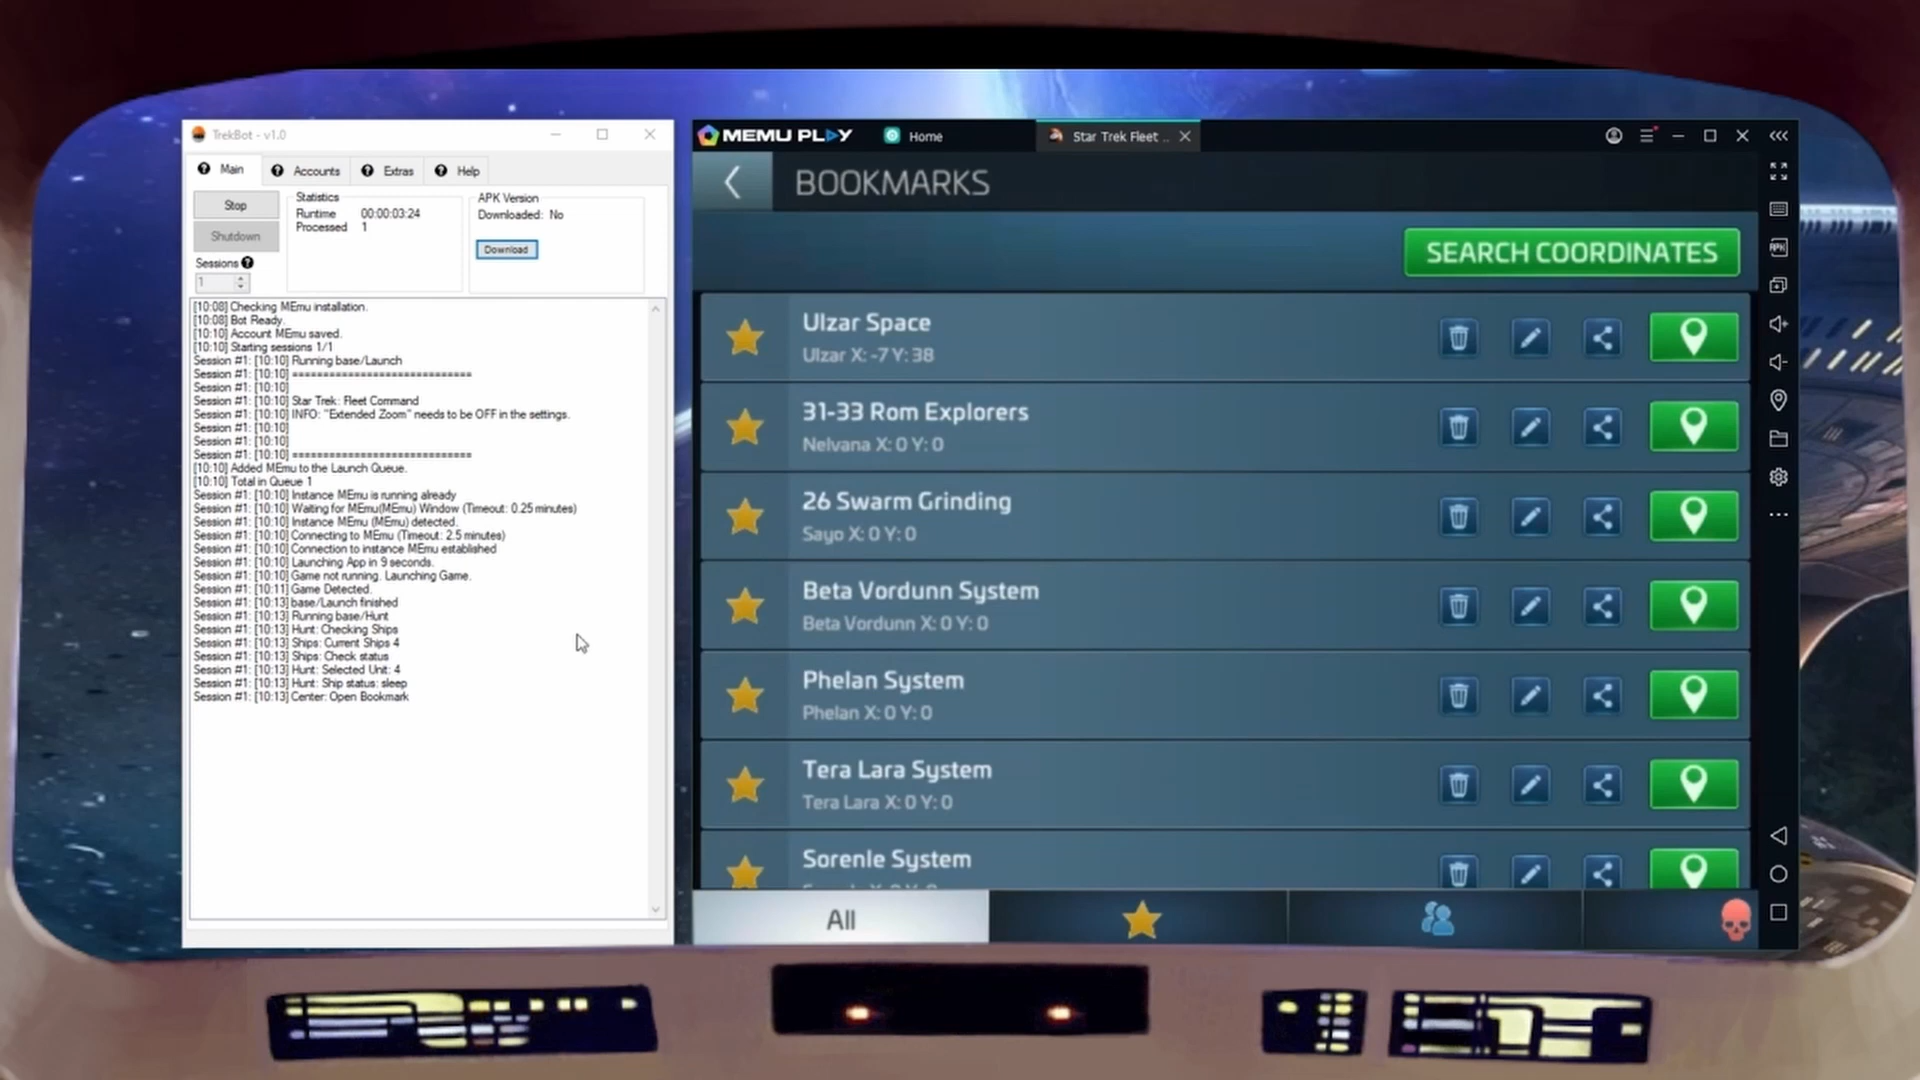 TrekBot - v1.0
Main
Accounts
Extras
Help
Stop
Shutdown
Sessions
1
Statistics
Runtime 00:00:03:24
Processed 1
APK Version
Downloaded: No
Download
[10:08] Checking MEmu installation.
[10:08] Bot Ready.
[10:10] Account MEmu saved.
[10:10] Starting sessions 1/1
Session #1: [10:10] Running base/Launch
Session #1: [10:10] =============================
Session #1: [10:10]
Session #1: [10:10] Star Trek: Fleet Command
Session #1: [10:10] INFO: "Extended Zoom" needs to be OFF in the settings.
Session #1: [10:10]
Session #1: [10:10]
Session #1: [10:10] =============================
[10:10] Added MEmu to the Launch Queue.
[10:10] Total in Queue 1
Session #1: [10:10] Instance MEmu is running already
Session #1: [10:10] Waiting for MEmu(MEmu) Window (Timeout: 0.25 minutes)
Session #1: [10:10] Instance MEmu (MEmu) detected.
Session #1: [10:10] Connecting to MEmu (Timeout: 2.5 minutes)
Session #1: [10:10] Connection to instance MEmu established
Session #1: [10:10] Launching App in 9 seconds.
Session #1: [10:10] Game not running. Launching Game.
Session #1: [10:11] Game Detected.
Session #1: [10:13] base/Launch finished
Session #1: [10:13] Running base/Hunt
Session #1: [10:13] Hunt: Checking Ships
Session #1: [10:13] Ships: Current Ships 4
Session #1: [10:13] Ships: Check status
Session #1: [10:13] Hunt: Selected Unit: 4
Session #1: [10:13] Hunt: Ship status: sleep
Session #1: [10:13] Center: Open Bookmark
MEMU PLAY
Home
Star Trek Fleet ..
BOOKMARKS
SEARCH COORDINATES
Ulzar Space
Ulzar X: -7 Y: 38
31-33 Rom Explorers
Nelvana X: 0 Y: 0
26 Swarm Grinding
Sayo X: 0 Y: 0
Beta Vordunn System
Beta Vordunn X: 0 Y: 0
Phelan System
Phelan X: 0 Y: 0
Tera Lara System
Tera Lara X: 0 Y: 0
Sorenle System
All
APK